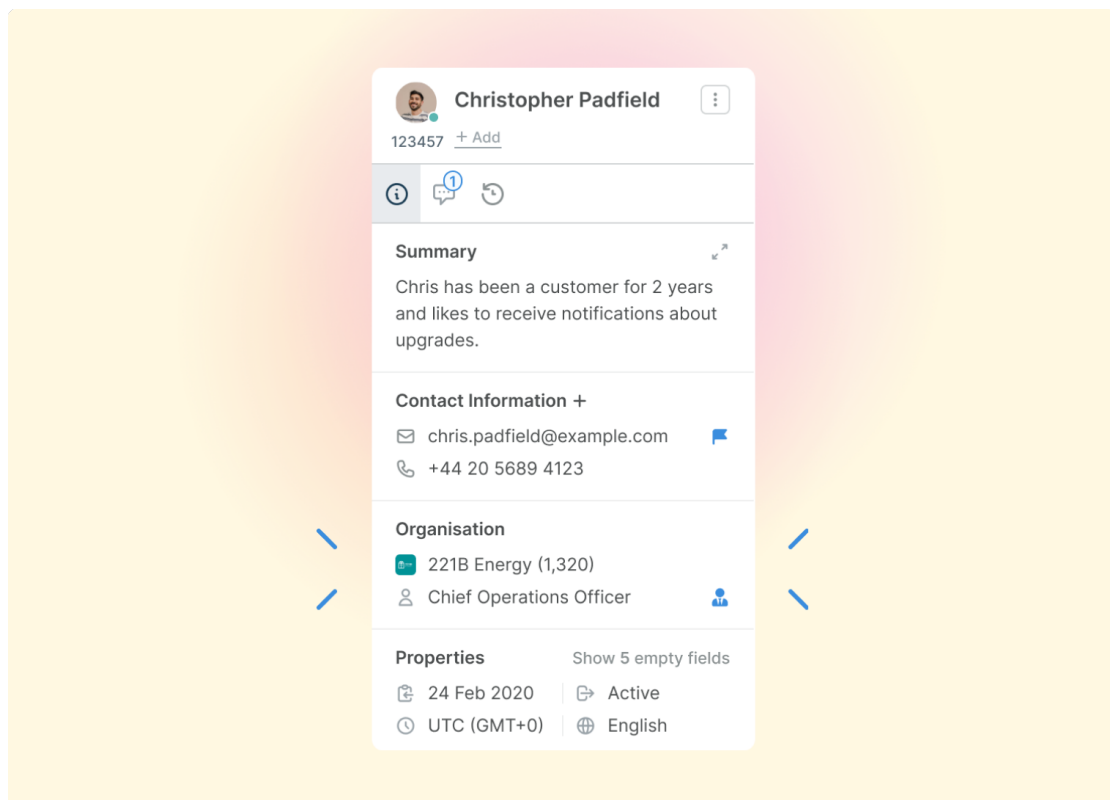 Christopher Padfield
123457 + Add
1
Summary
Chris has been a customer for 2 years
and likes to receive notifications about
upgrades.
Contact Information +
chris.padfield@example.com
+44 20 5689 4123
Organisation
221B Energy (1,320)
Chief Operations Officer
Properties Show 5 empty fields
24 Feb 2020 Active
UTC (GMT+0) English